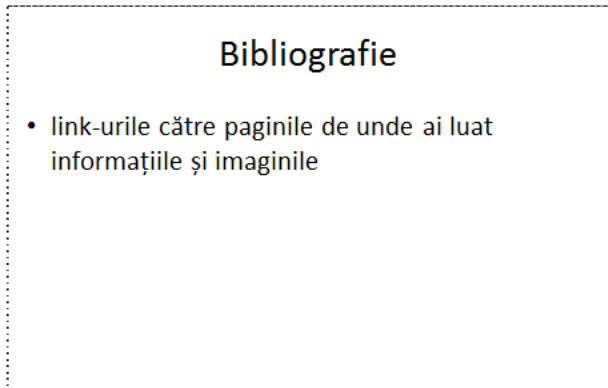 Bibliografie
• link-urile către paginile de unde ai luat
informațiile și imaginile